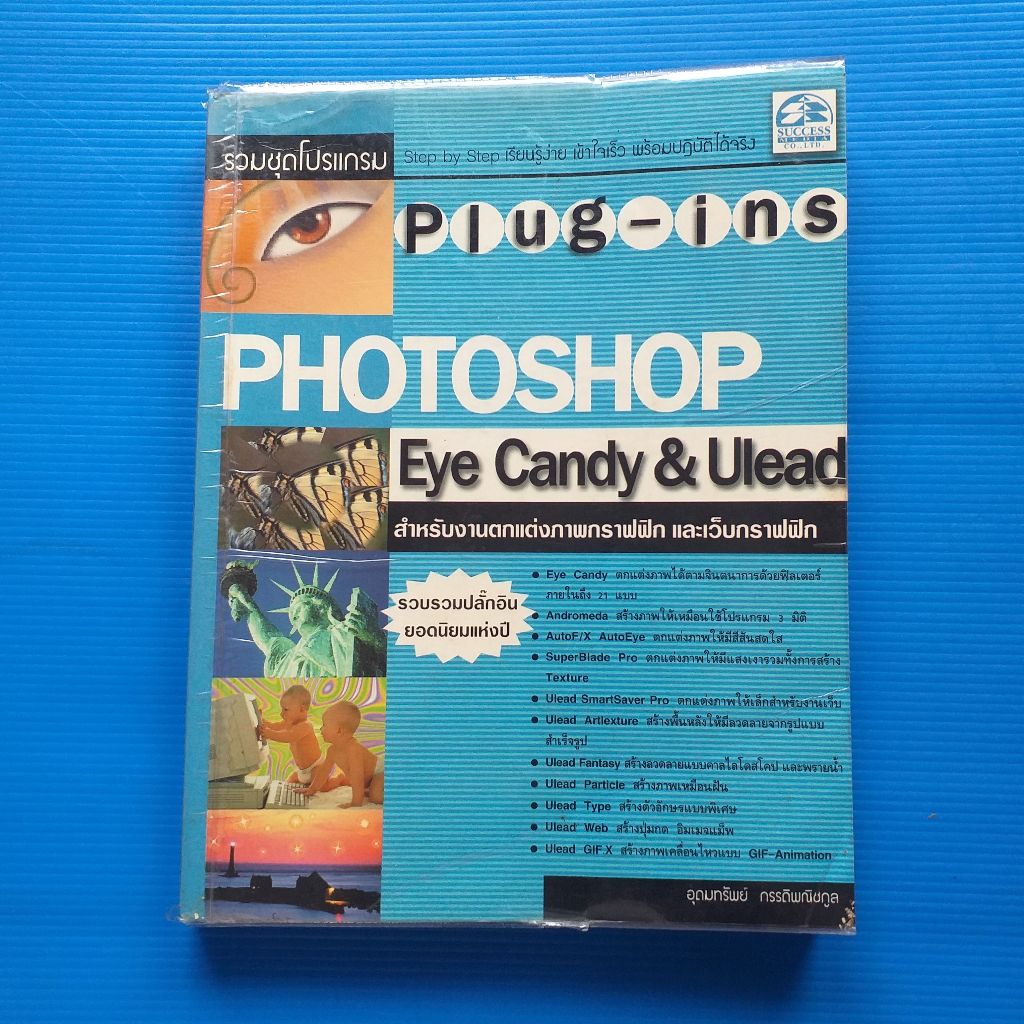 SUCCESS
MEDIA
CO.,LTD.
รวมชุดโปรแกรม
Step by Step เรียนรู้ง่าย เข้าใจเร็ว พร้อมปฏิบัติได้จริง
Plug-ins
PHOTOSHOP
Eye Candy & Ulead
สำหรับงานตกแต่งภาพกราฟฟิก และเว็บกราฟฟิก
รวบรวมปลั๊กอิน
ยอดนิยมแห่งปี
● Eye Candy ตกแต่งภาพได้ตามจินตนาการด้วยฟิลเตอร์
ภายในถึง 21 แบบ
● Andromeda สร้างภาพให้เหมือนใช้โปรแกรม 3 มิติ
● AutoF/X AutoEye ตกแต่งภาพให้มีสีสันสดใส
● SuperBlade Pro ตกแต่งภาพให้มีแสงเงารวมทั้งการสร้าง
Texture
● Ulead SmartSaver Pro ตกแต่งภาพให้เล็กสำหรับงานเว็บ
● Ulead Artlexture สร้างพื้นหลังให้มีลวดลายจากรูปแบบ
สำเร็จรูป
● Ulead Fantasy สร้างลวดลายแบบคาลไลโดสโคป และพรายน้ำ
● Ulead Particle สร้างภาพเหมือนฝัน
● Ulead Type สร้างตัวอักษรแบบพิเศษ
● Ulead Web สร้างปุ่มกด อิมเมจแม็พ
● Ulead GIF.X สร้างภาพเคลื่อนไหวแบบ GIF-Animation
อุดมทรัพย์ กรรดิพณิชกูล